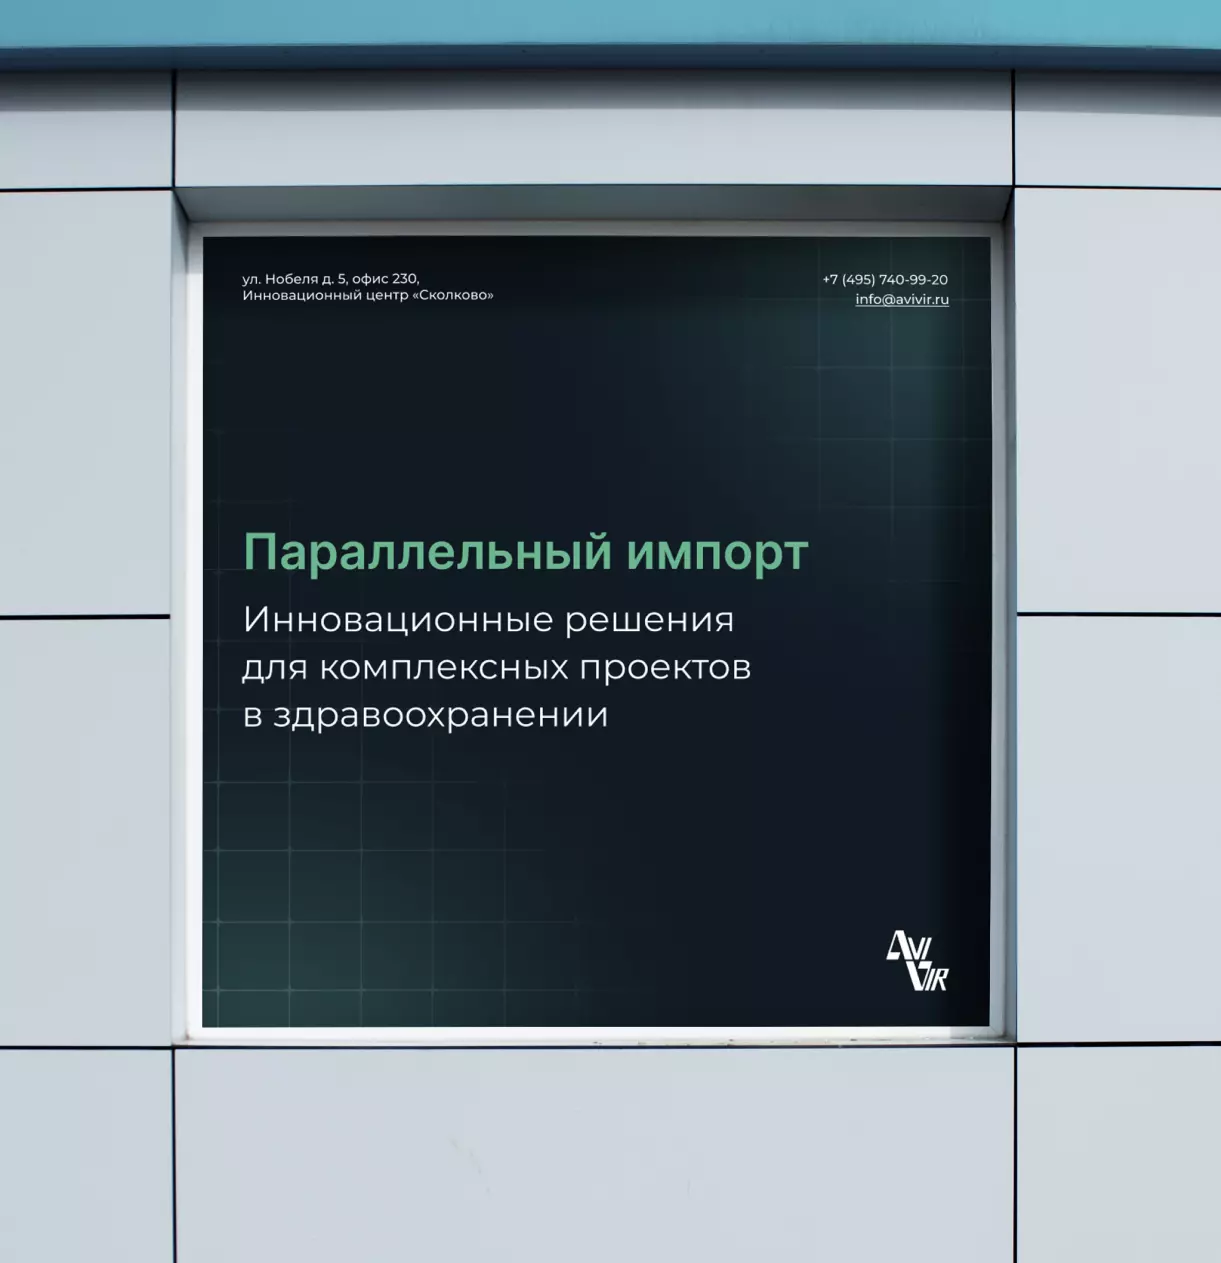 ул. Нобеля д. 5, офис 230,
Инновационный центр «Сколково»
+7 (495) 740-99-20
info@avivir.ru
Параллельный импорт
Инновационные решения
для комплексных проектов
в здравоохранении
AVI
VIR